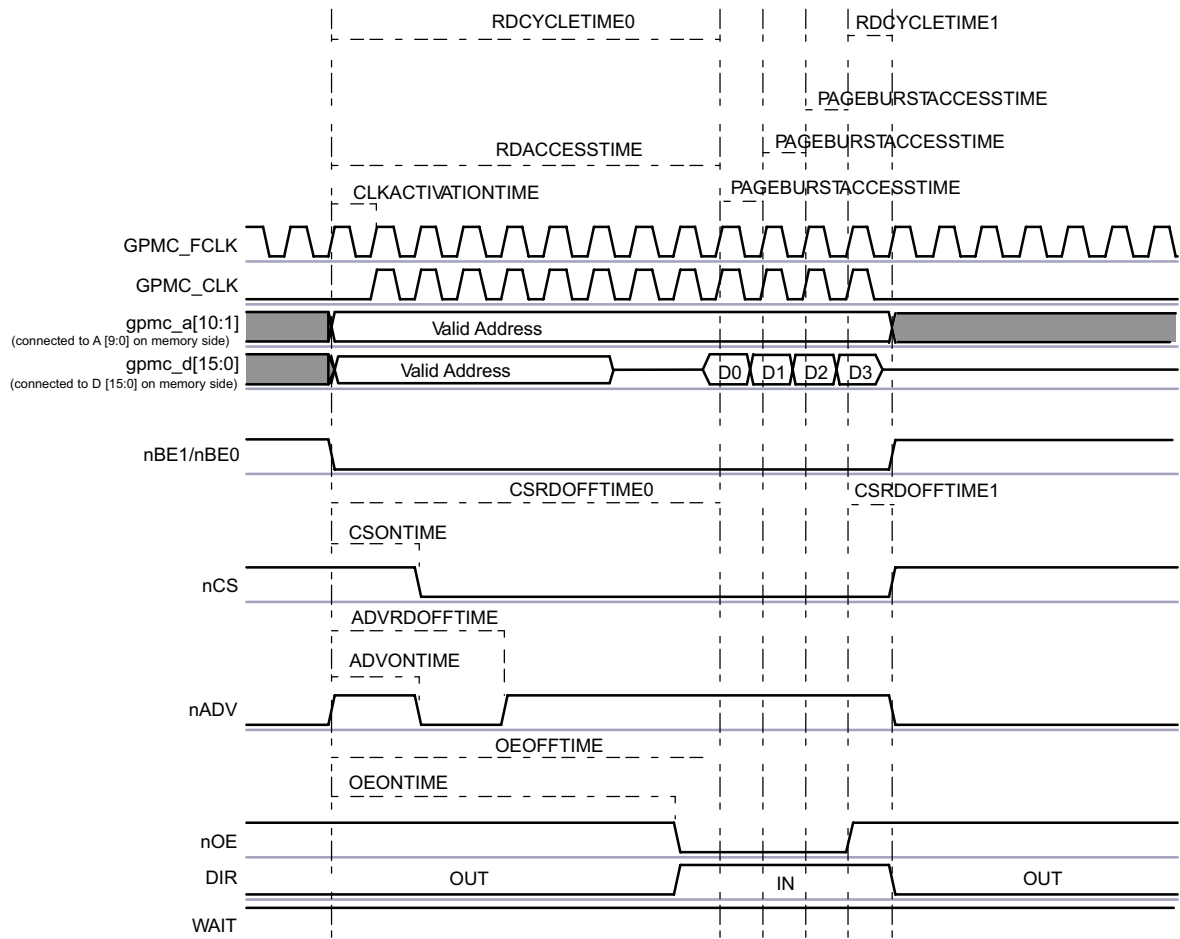 RDCYCLETIME0
RDCYCLETIME1
PAGEBURSTACCESSTIME
PAGEBURSTACCESSTIME
RDACCESSTIME
PAGEBURSTACCESSTIME
CLKACTIVATIONTIME
GPMC_FCLK
GPMC_CLK
gpmc_a[10:1]
Valid Address
(connected to A [9:0] on memory side)
gpmc_d[15:0]
Valid Address
D0
D1
D2
D3
(connected to D [15:0] on memory side)
nBE1/nBE0
CSRDOFFTIME0
CSRDOFFTIME1
CSONTIME
nCS
ADVRDOFFTIME
ADVONTIME
nADV
OEOFFTIME
OEONTIME
nOE
DIR
OUT
IN
OUT
WAIT